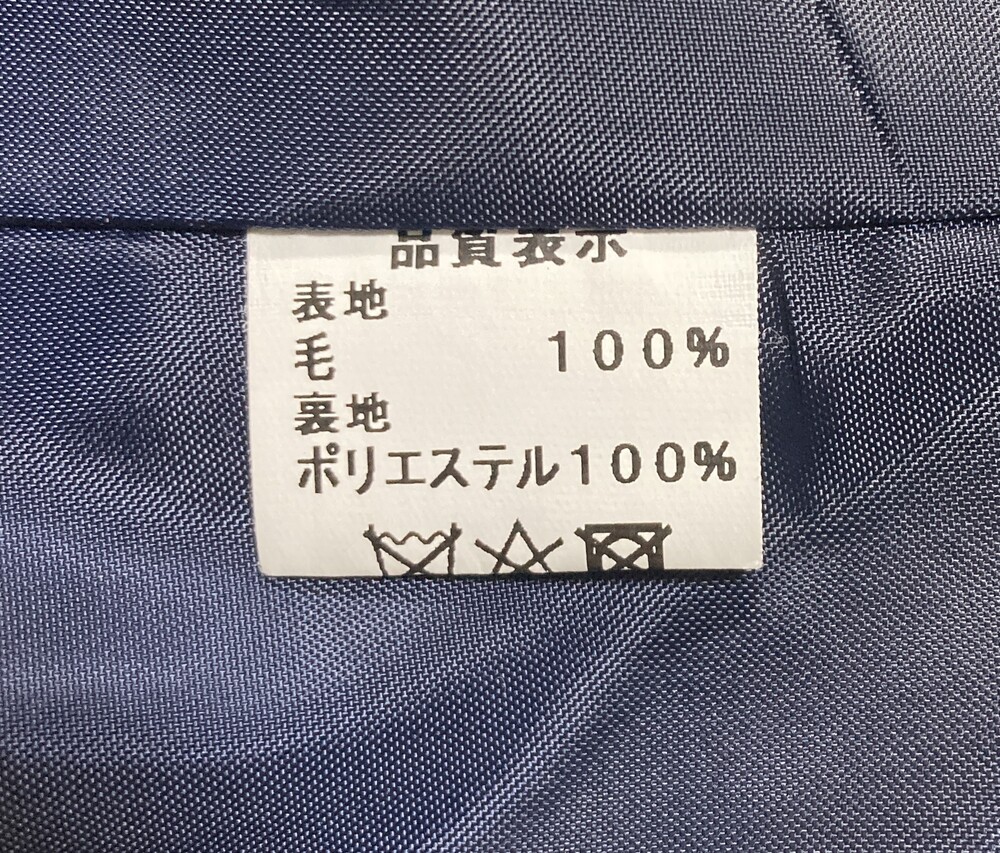 品質表示
表地
毛 100%
裏地
ポリエステル100%